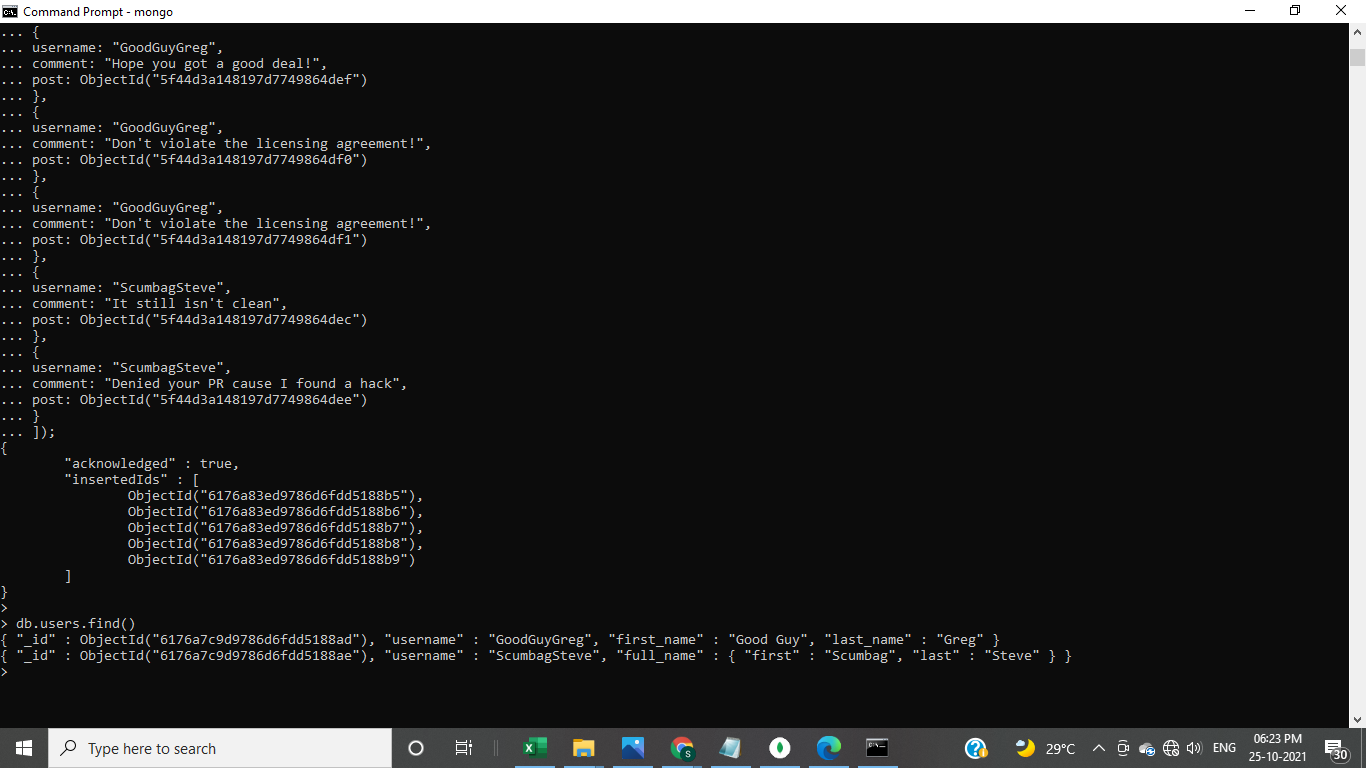 Command Prompt - mongo
... {
... username: "GoodGuyGreg",
... comment: "Hope you got a good deal!",
... post: ObjectId("5f44d3a148197d7749864def")
... },
... {
... username: "GoodGuyGreg",
... comment: "Don't violate the licensing agreement!",
... post: ObjectId("5f44d3a148197d7749864df0")
... },
... {
... username: "GoodGuyGreg",
... comment: "Don't violate the licensing agreement!",
... post: ObjectId("5f44d3a148197d7749864df1")
... },
... {
... username: "ScumbagSteve",
... comment: "It still isn't clean",
... post: ObjectId("5f44d3a148197d7749864dec")
... },
... {
... username: "ScumbagSteve",
... comment: "Denied your PR cause I found a hack",
... post: ObjectId("5f44d3a148197d7749864dee")
... }
... ]);
{
"acknowledged" : true,
"insertedIds" : [
ObjectId("6176a83ed9786d6fdd5188b5"),
ObjectId("6176a83ed9786d6fdd5188b6"),
ObjectId("6176a83ed9786d6fdd5188b7"),
ObjectId("6176a83ed9786d6fdd5188b8"),
ObjectId("6176a83ed9786d6fdd5188b9")
]
}
>
> db.users.find()
{ "_id" : ObjectId("6176a7c9d9786d6fdd5188ad"), "username" : "GoodGuyGreg", "first_name" : "Good Guy", "last_name" : "Greg" }
{ "_id" : ObjectId("6176a7c9d9786d6fdd5188ae"), "username" : "ScumbagSteve", "full_name" : { "first" : "Scumbag", "last" : "Steve" } }
>
Type here to search
29°C
ENG
06:23 PM
25-10-2021
30